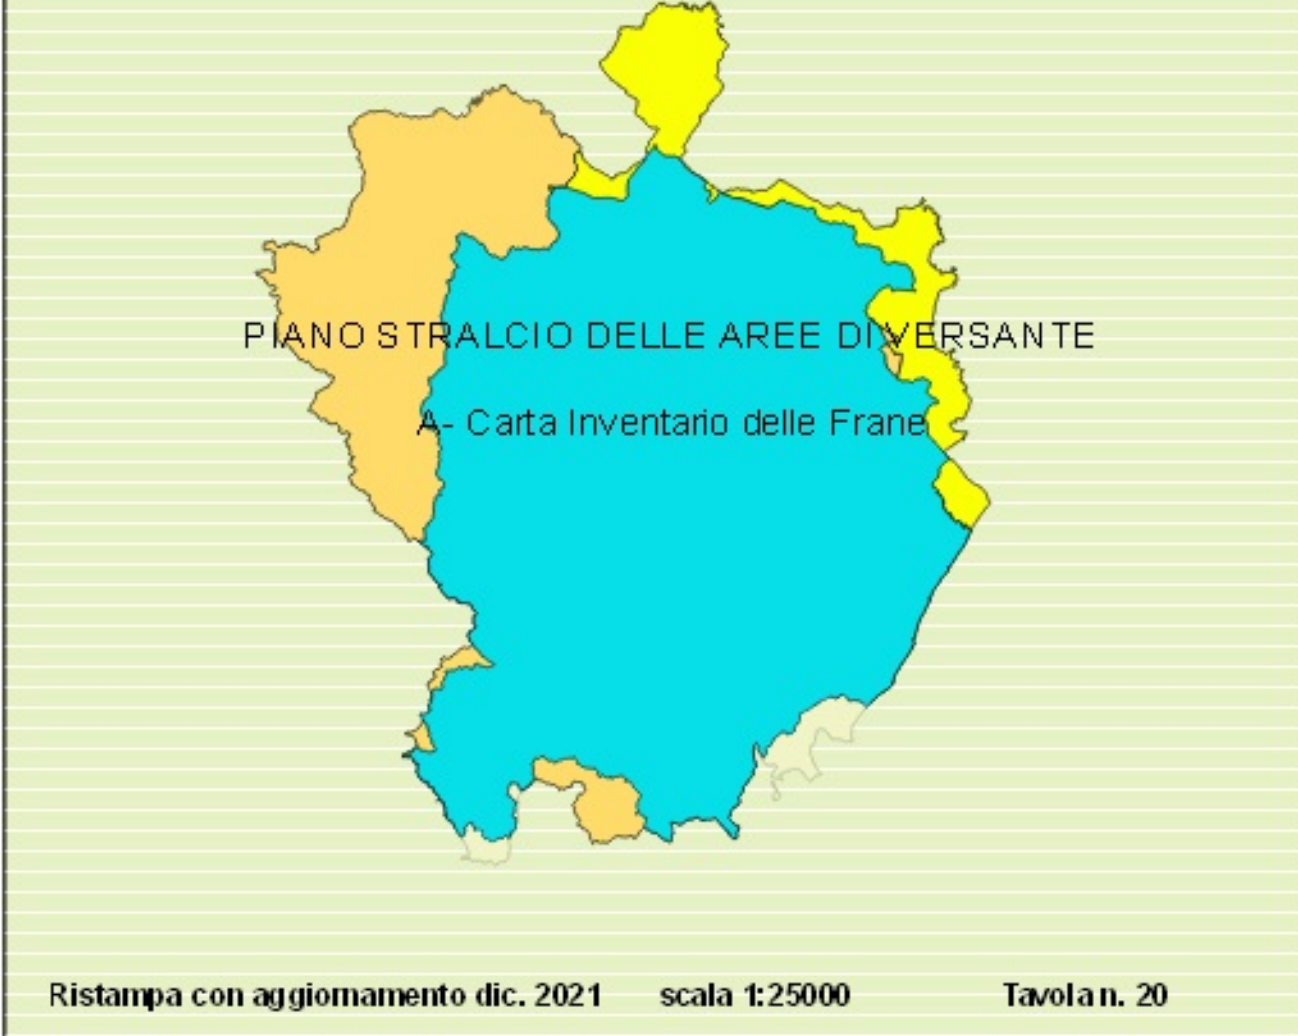 PIANO STRALCIO DELLE AREE DI VERSANTE
A- Carta Inventario delle Frane
Ristampa con aggiornamento dic. 2021 scala 1:25000 Tavola n. 20